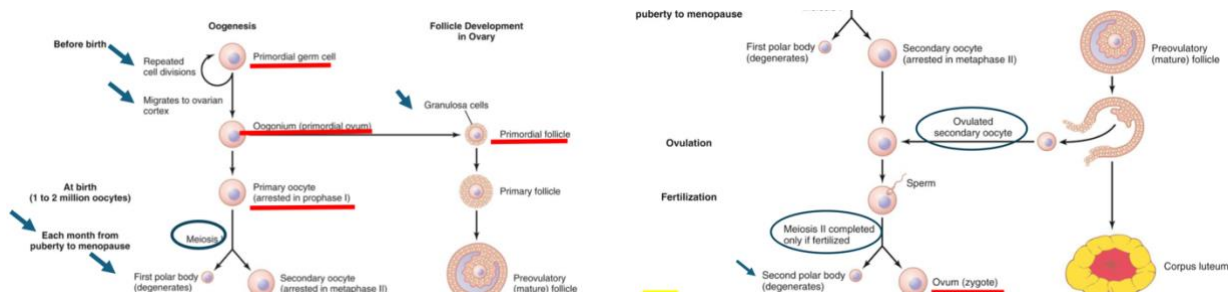 Oogenesis
Follicle Development
in Ovary
Before birth
Repeated
cell divisions
Primordial germ cell
Migrates to ovarian
cortex
Granulosa cells
Oogonium (primordial ovum)
Primordial follicle
At birth
(1 to 2 million oocytes)
Primary oocyte
(arrested in prophase I)
Primary follicle
Each month from
puberty to menopause
Meiosis I
First polar body
(degenerates)
Secondary oocyte
(arrested in metaphase II)
Preovulatory
(mature) follicle
puberty to menopause
First polar body
(degenerates)
Secondary oocyte
(arrested in metaphase II)
Preovulatory
(mature) follicle
Ovulation
Ovulated
secondary oocyte
Fertilization
Sperm
Meiosis II completed
only if fertilized
Second polar body
(degenerates)
Ovum (zygote)
Corpus luteum